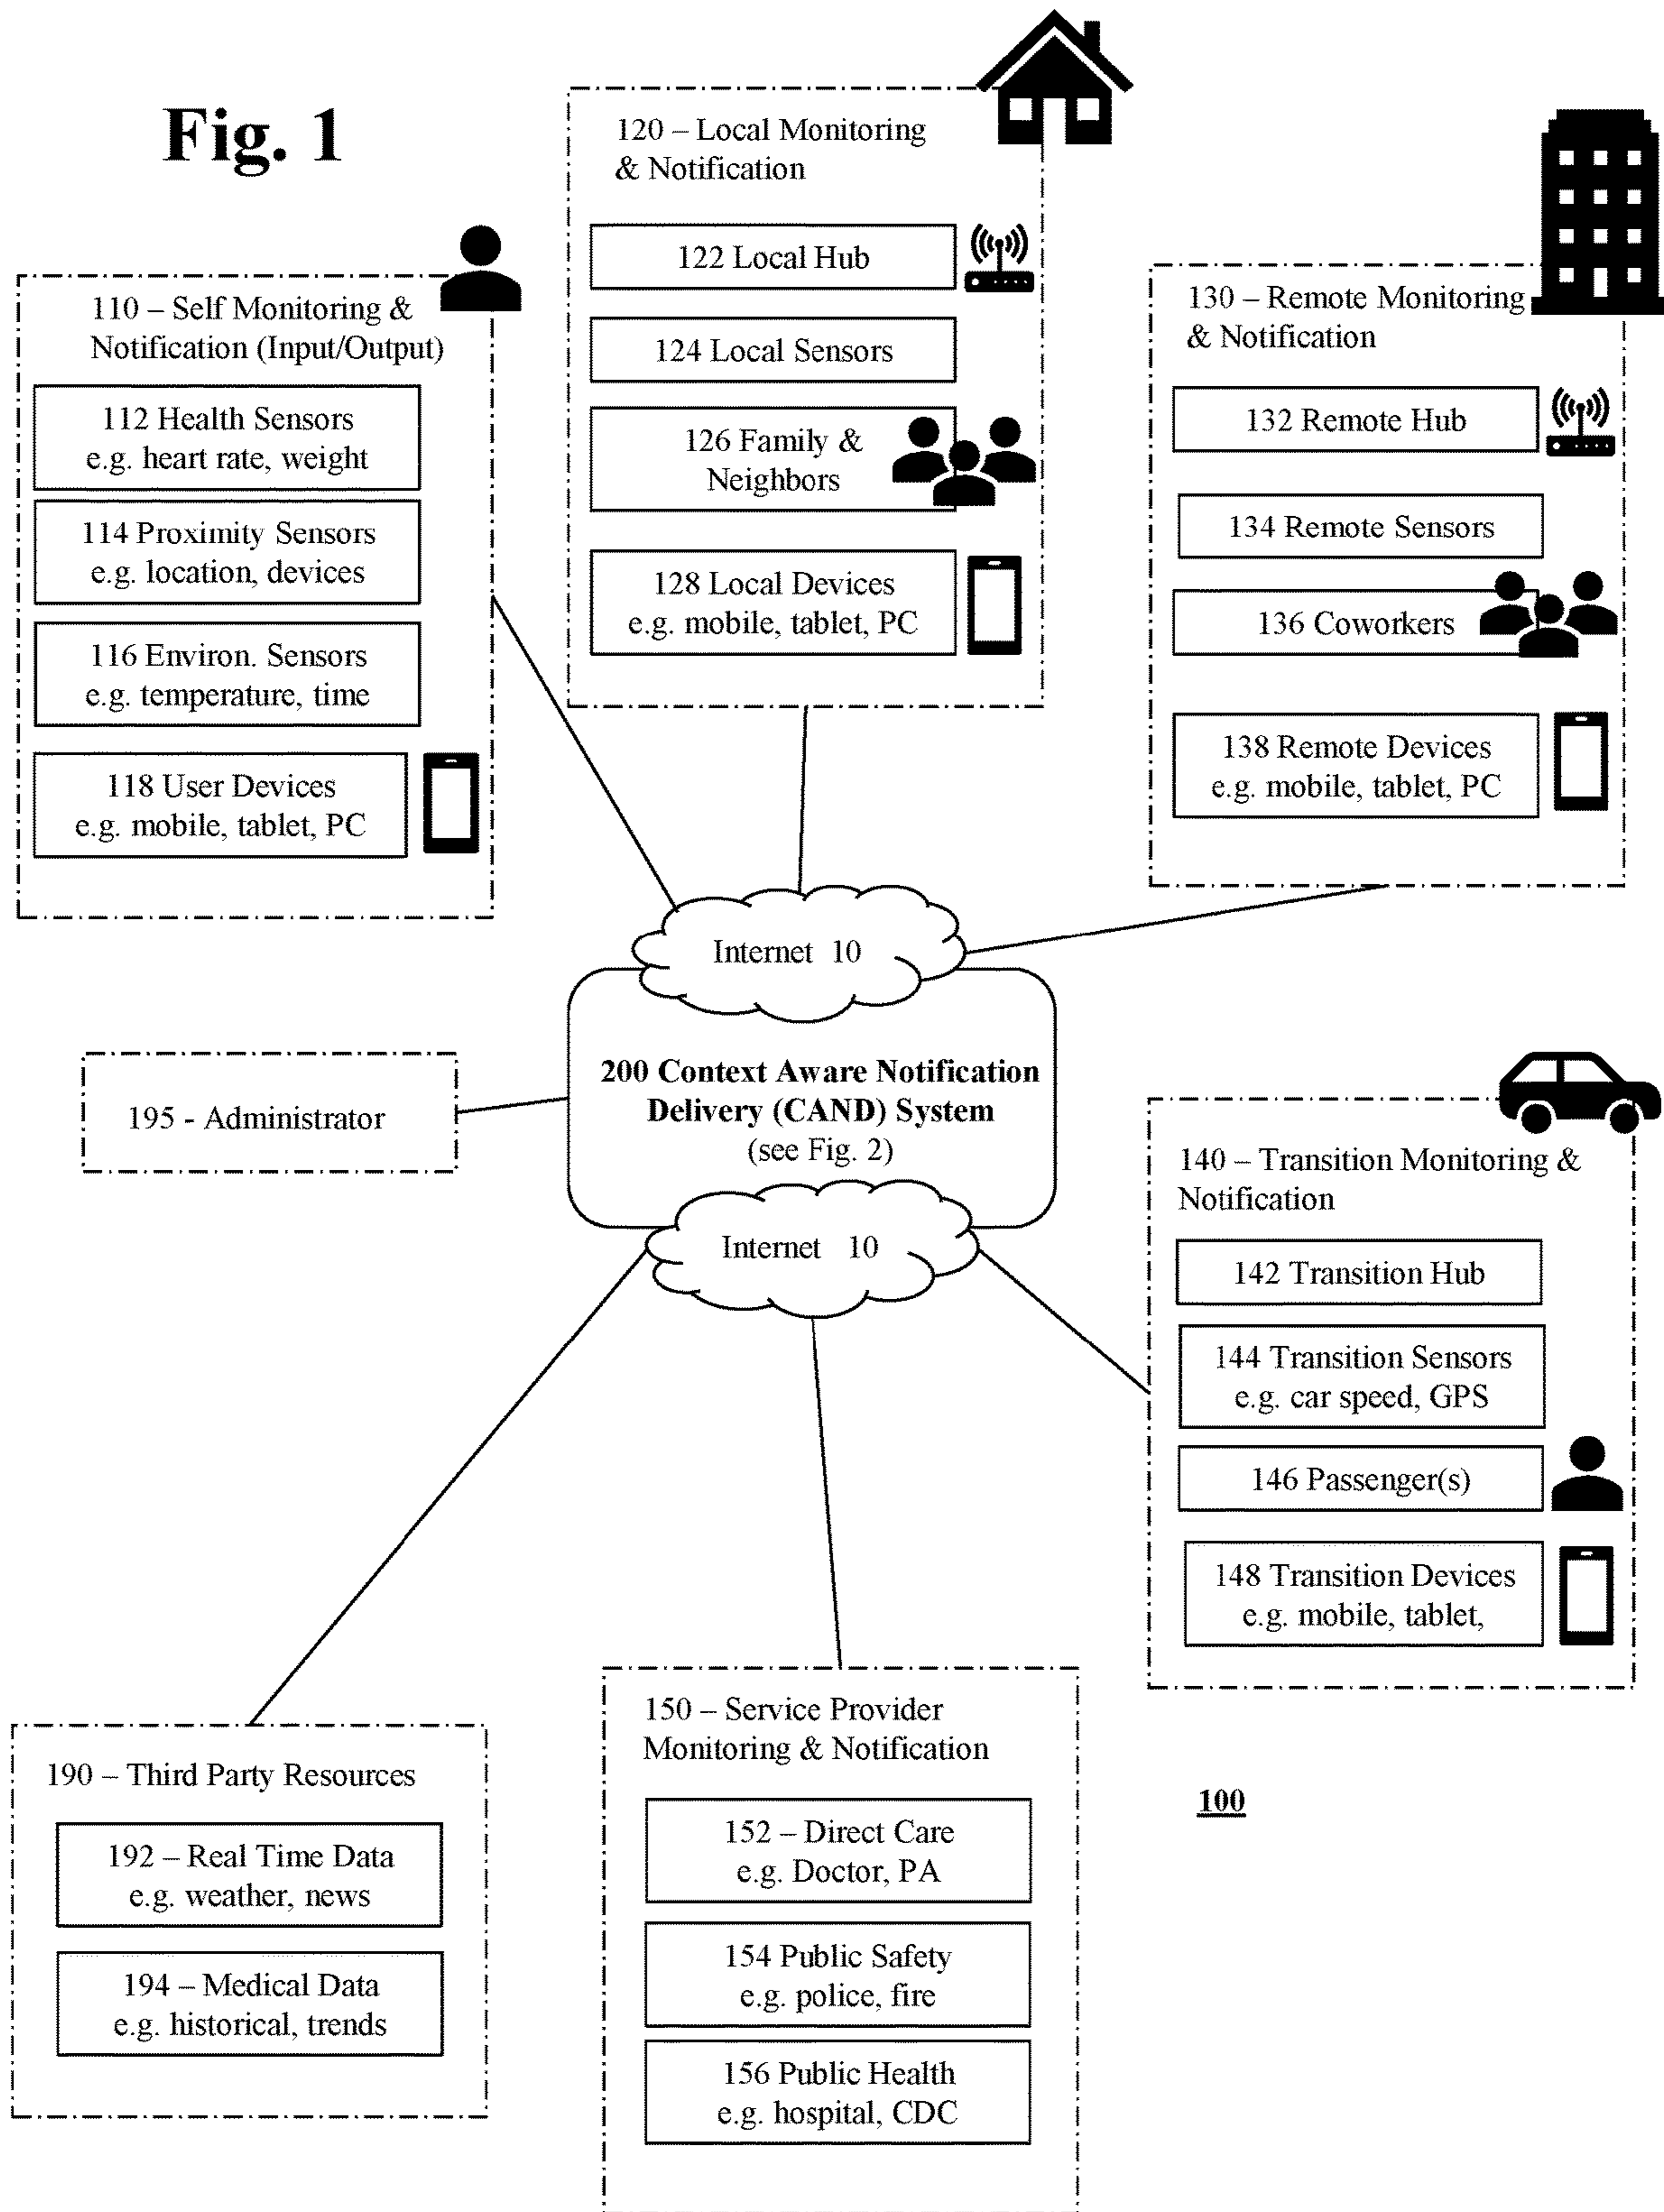 Fig. 1
110 – Self Monitoring &
Notification (Input/Output)
112 Health Sensors
e.g. heart rate, weight
114 Proximity Sensors
e.g. location, devices
116 Environ. Sensors
e.g. temperature, time
118 User Devices
e.g. mobile, tablet, PC
120 – Local Monitoring
& Notification
122 Local Hub
124 Local Sensors
126 Family &
Neighbors
128 Local Devices
e.g. mobile, tablet, PC
130 – Remote Monitoring
& Notification
132 Remote Hub
134 Remote Sensors
136 Coworkers
138 Remote Devices
e.g. mobile, tablet, PC
Internet 10
200 Context Aware Notification
Delivery (CAND) System
(see Fig. 2)
Internet 10
195 - Administrator
140 – Transition Monitoring &
Notification
142 Transition Hub
144 Transition Sensors
e.g. car speed, GPS
146 Passenger(s)
148 Transition Devices
e.g. mobile, tablet,
190 – Third Party Resources
192 – Real Time Data
e.g. weather, news
194 – Medical Data
e.g. historical, trends
150 – Service Provider
Monitoring & Notification
152 – Direct Care
e.g. Doctor, PA
154 Public Safety
e.g. police, fire
156 Public Health
e.g. hospital, CDC
100